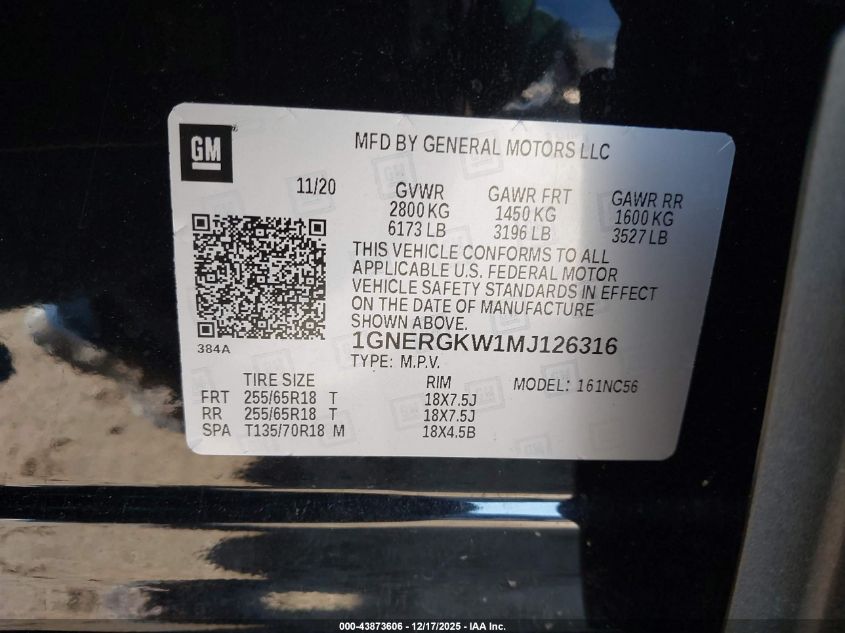 GM
MFD BY GENERAL MOTORS LLC
11/20 GVWR GAWR FRT GAWR RR
2800 KG 1450 KG 1600 KG
6173 LB 3196 LB 3527 LB
THIS VEHICLE CONFORMS TO ALL
APPLICABLE U.S. FEDERAL MOTOR
VEHICLE SAFETY STANDARDS IN EFFECT
ON THE DATE OF MANUFACTURE
SHOWN ABOVE.
384A
1GNERGKW1MJ126316
TYPE: M.P.V.
TIRE SIZE RIM MODEL: 161NC56
FRT 255/65R18 T 18X7.5J
RR 255/65R18 T 18X7.5J
SPA T135/70R18 M 18X4.5B
000-43873606 - 12/17/2025 - IAA Inc.